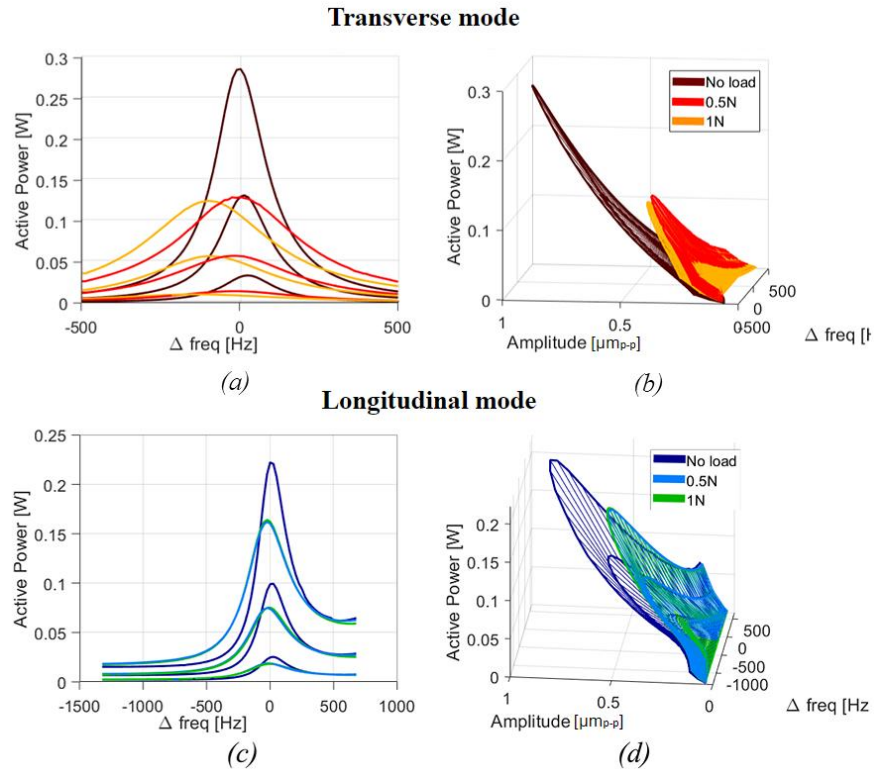 Transverse mode
Active Power [W]
0.3
0.25
0.2
0.15
0.1
0.05
0
-500
0
500
Δ freq [Hz]
(a)
Active Power [W]
0.3
0.2
0.1
0
1
0.5
0
-500
0
500
Amplitude [µmp-p]
Δ freq [H
No load
0.5N
1N
(b)
Longitudinal mode
Active Power [W]
0.25
0.2
0.15
0.1
0.05
0
-1500
-1000
-500
0
500
1000
Δ freq [Hz]
(c)
Active Power [W]
0.2
0.15
0.1
0.05
0
1
0.5
0
500
0
-500
-1000
Amplitude [µmp-p]
Δ freq [Hz
No load
0.5N
1N
(d)